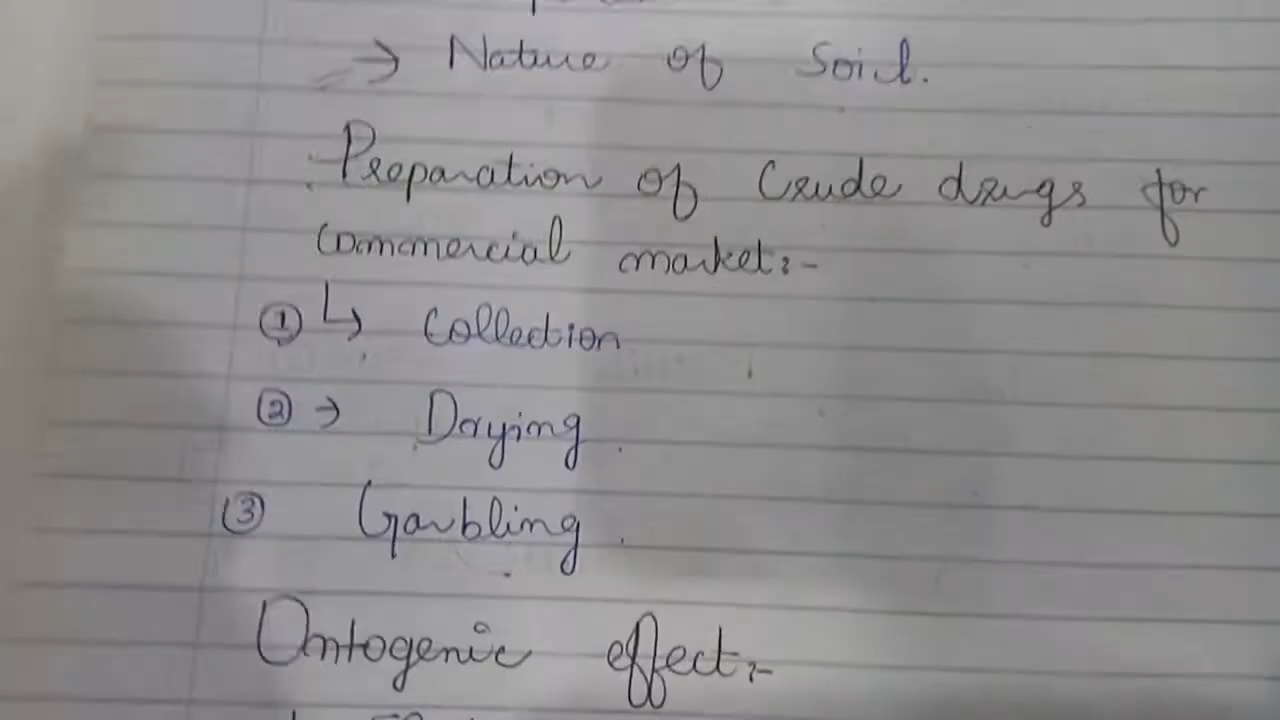 → Nature of Soil.
Preparation of Crude drugs for
Commercial market:-
① ↳ Collection
② → Drying.
③ Garbling.
Ontogenic effect:-